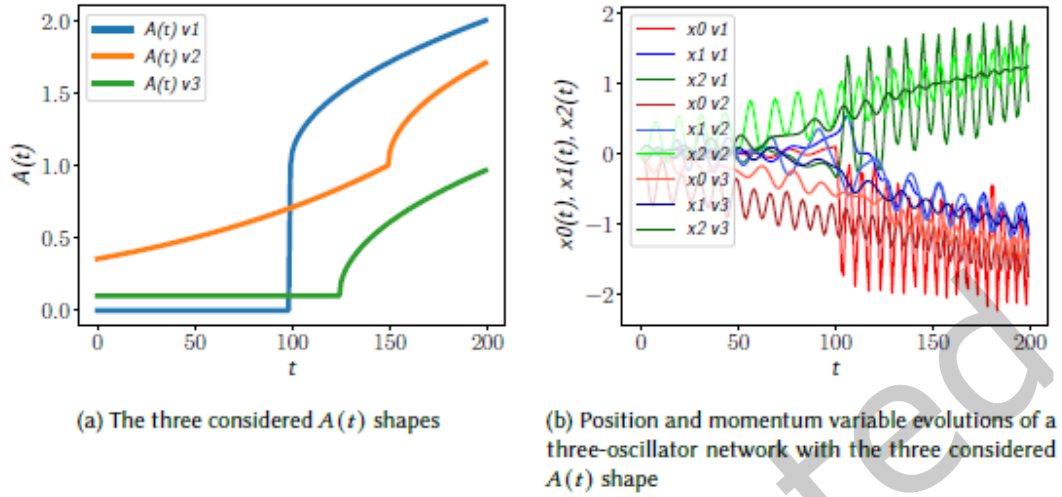 2.0
1.5
1.0
0.5
0.0
A(t)
A(t) v1
A(t) v2
A(t) v3
0 50 100 150 200
t
(a) The three considered A(t) shapes
2
1
0
−1
−2
x0(t), x1(t), x2(t)
x0 v1
x1 v1
x2 v1
x0 v2
x1 v2
x2 v2
x0 v3
x1 v3
x2 v3
0 50 100 150 200
t
(b) Position and momentum variable evolutions of a
three-oscillator network with the three considered
A(t) shape
ted